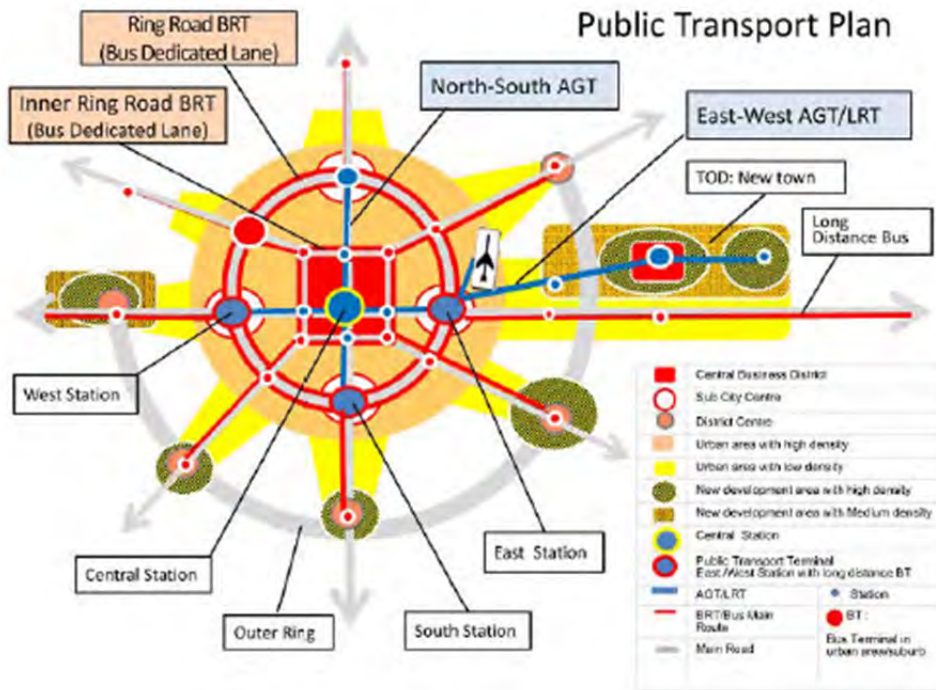 Public Transport Plan
Ring Road BRT
(Bus Dedicated Lane)
Inner Ring Road BRT
(Bus Dedicated Lane)
North-South AGT
East-West AGT/LRT
TOD: New town
Long
Distance Bus
West Station
Central Station
Outer Ring
South Station
East Station
Central Business District
Sub City Centre
District Centre
Urban area with high density
Urban area with low density
New development area with high density
New development area with Medium density
Central Station
Public Transport Terminal
East /West Station with long distance BT
AGT/LRT
Station
BRT/Bus Main
Route
BT :
Bus Terminal in
urban area/suburb
Main Road